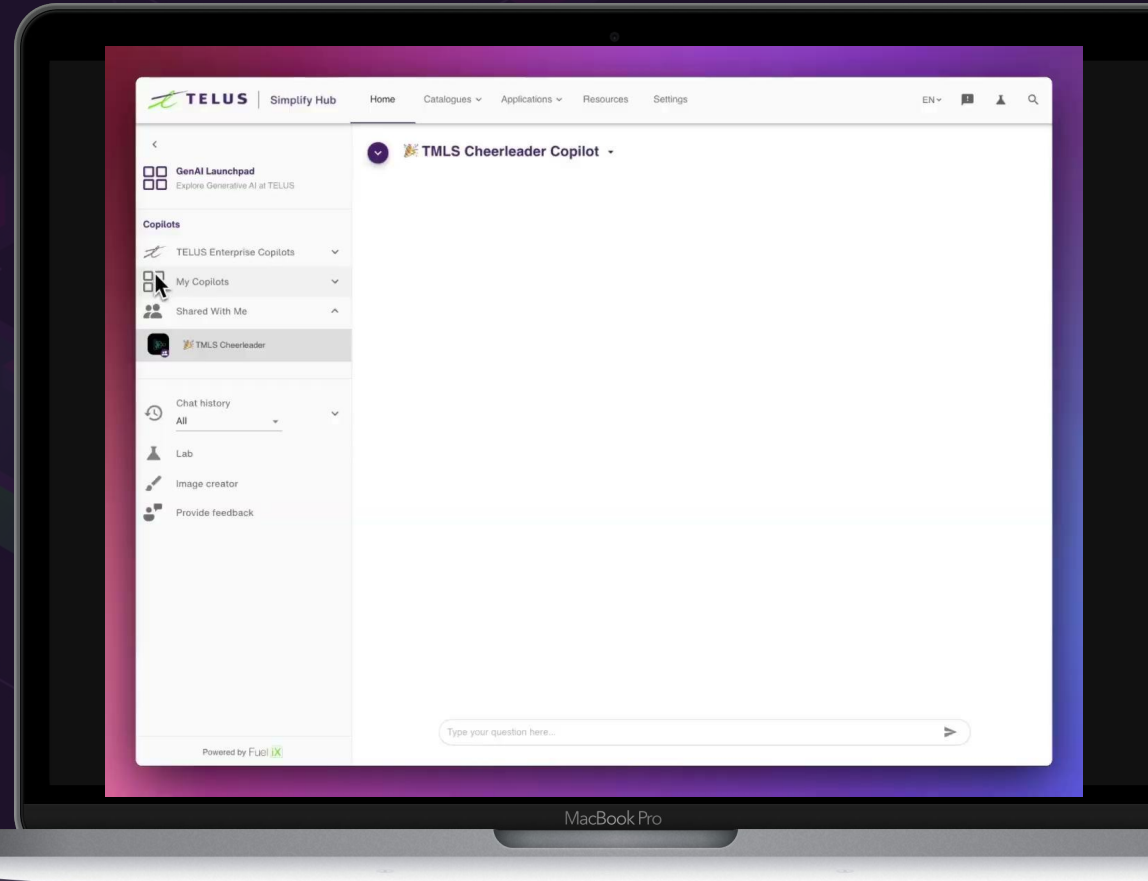 TELUS Simplify Hub Home Catalogues Applications Resources Settings EN
GenAI Launchpad
Explore Generative AI at TELUS
🎉 TMLS Cheerleader Copilot
Copilots
TELUS Enterprise Copilots
My Copilots
Shared With Me
🎉 TMLS Cheerleader
Chat history
All
Lab
Image creator
Provide feedback
Type your question here...
Powered by Fuel iX
MacBook Pro